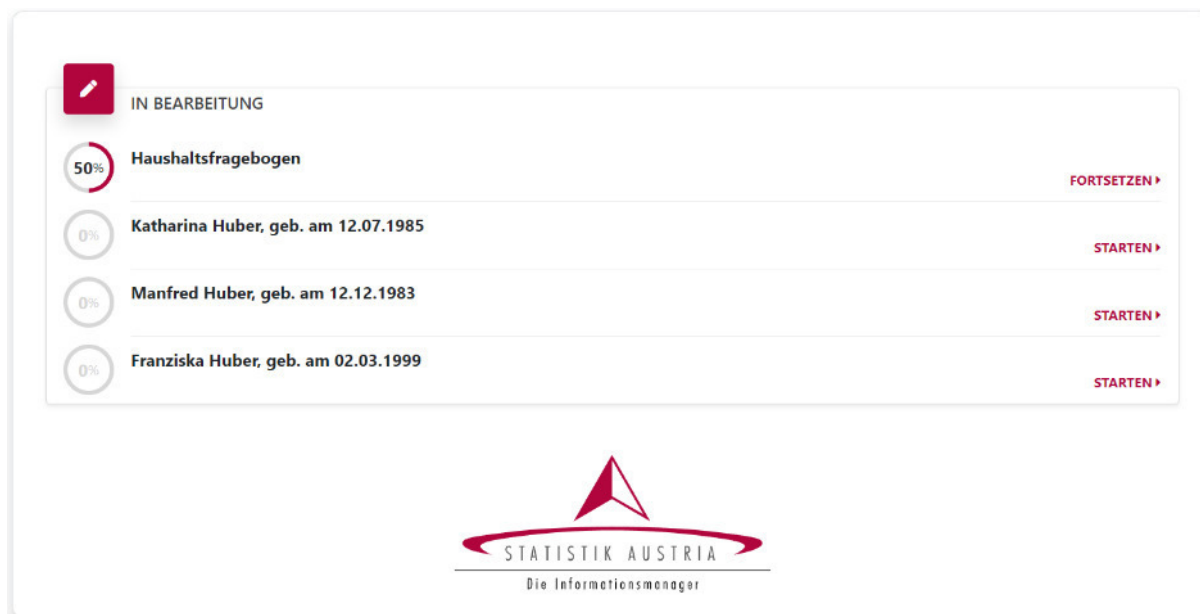 IN BEARBEITUNG
50%
Haushaltsfragebogen
FORTSETZEN
0%
Katharina Huber, geb. am 12.07.1985
STARTEN
0%
Manfred Huber, geb. am 12.12.1983
STARTEN
0%
Franziska Huber, geb. am 02.03.1999
STARTEN
STATISTIK AUSTRIA
Die Informationsmanager